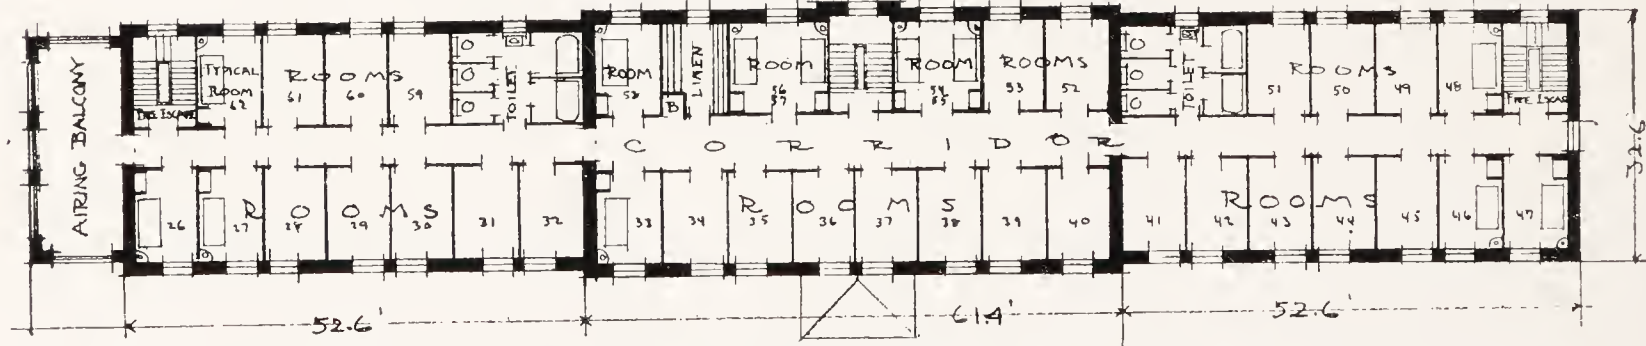 AIRING BALCONY
FIRE ESCAPE
TYPICAL
ROOM
62
ROOMS
61 60 59
TOILET
ROOM
58
B
LINEN
ROOM
56
57
ROOM
54
55
ROOMS
53 52
TOILET
ROOMS
51 50 49 48
FIRE ESCAPE
CORRIDOR
ROOMS
26 27 28 29 30 31 32
ROOMS
33 34 35 36 37 38 39 40
ROOMS
41 42 43 44 45 46 47
32.6
52.6' 61.4' 52.6'